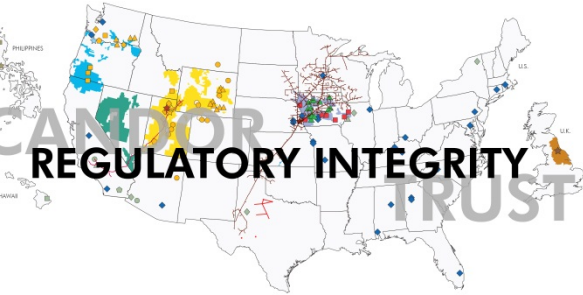 PHILIPPINES
U.S.
CANDOR
REGULATORY INTEGRITY
U.K.
HAWAII
TRUST